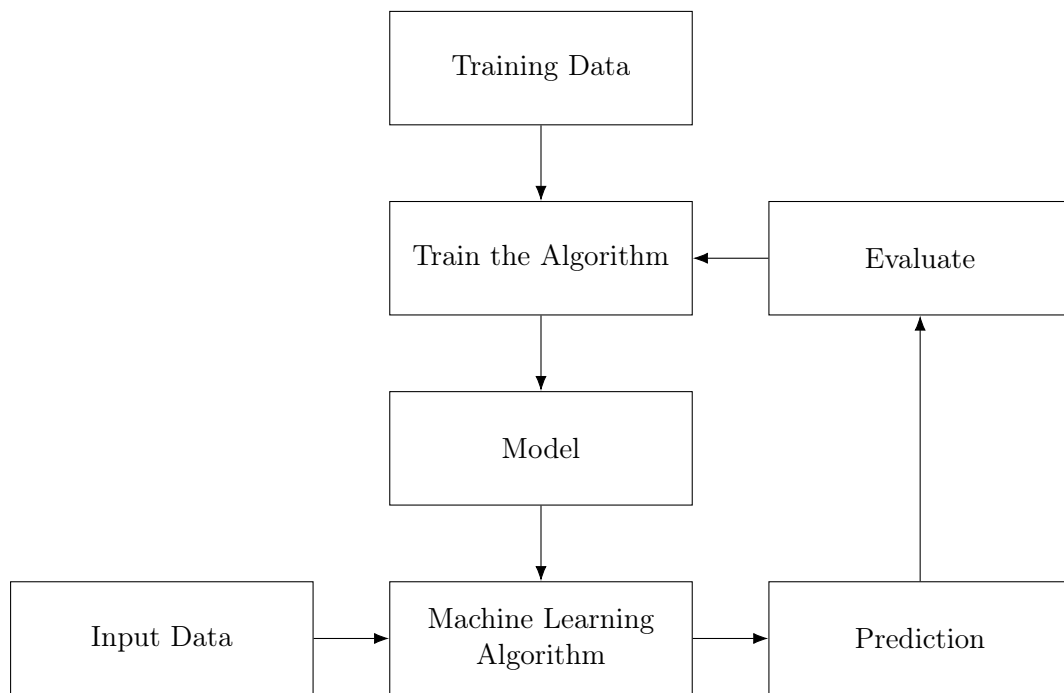 Training Data
Train the Algorithm
Evaluate
Model
Input Data
Machine Learning
Algorithm
Prediction